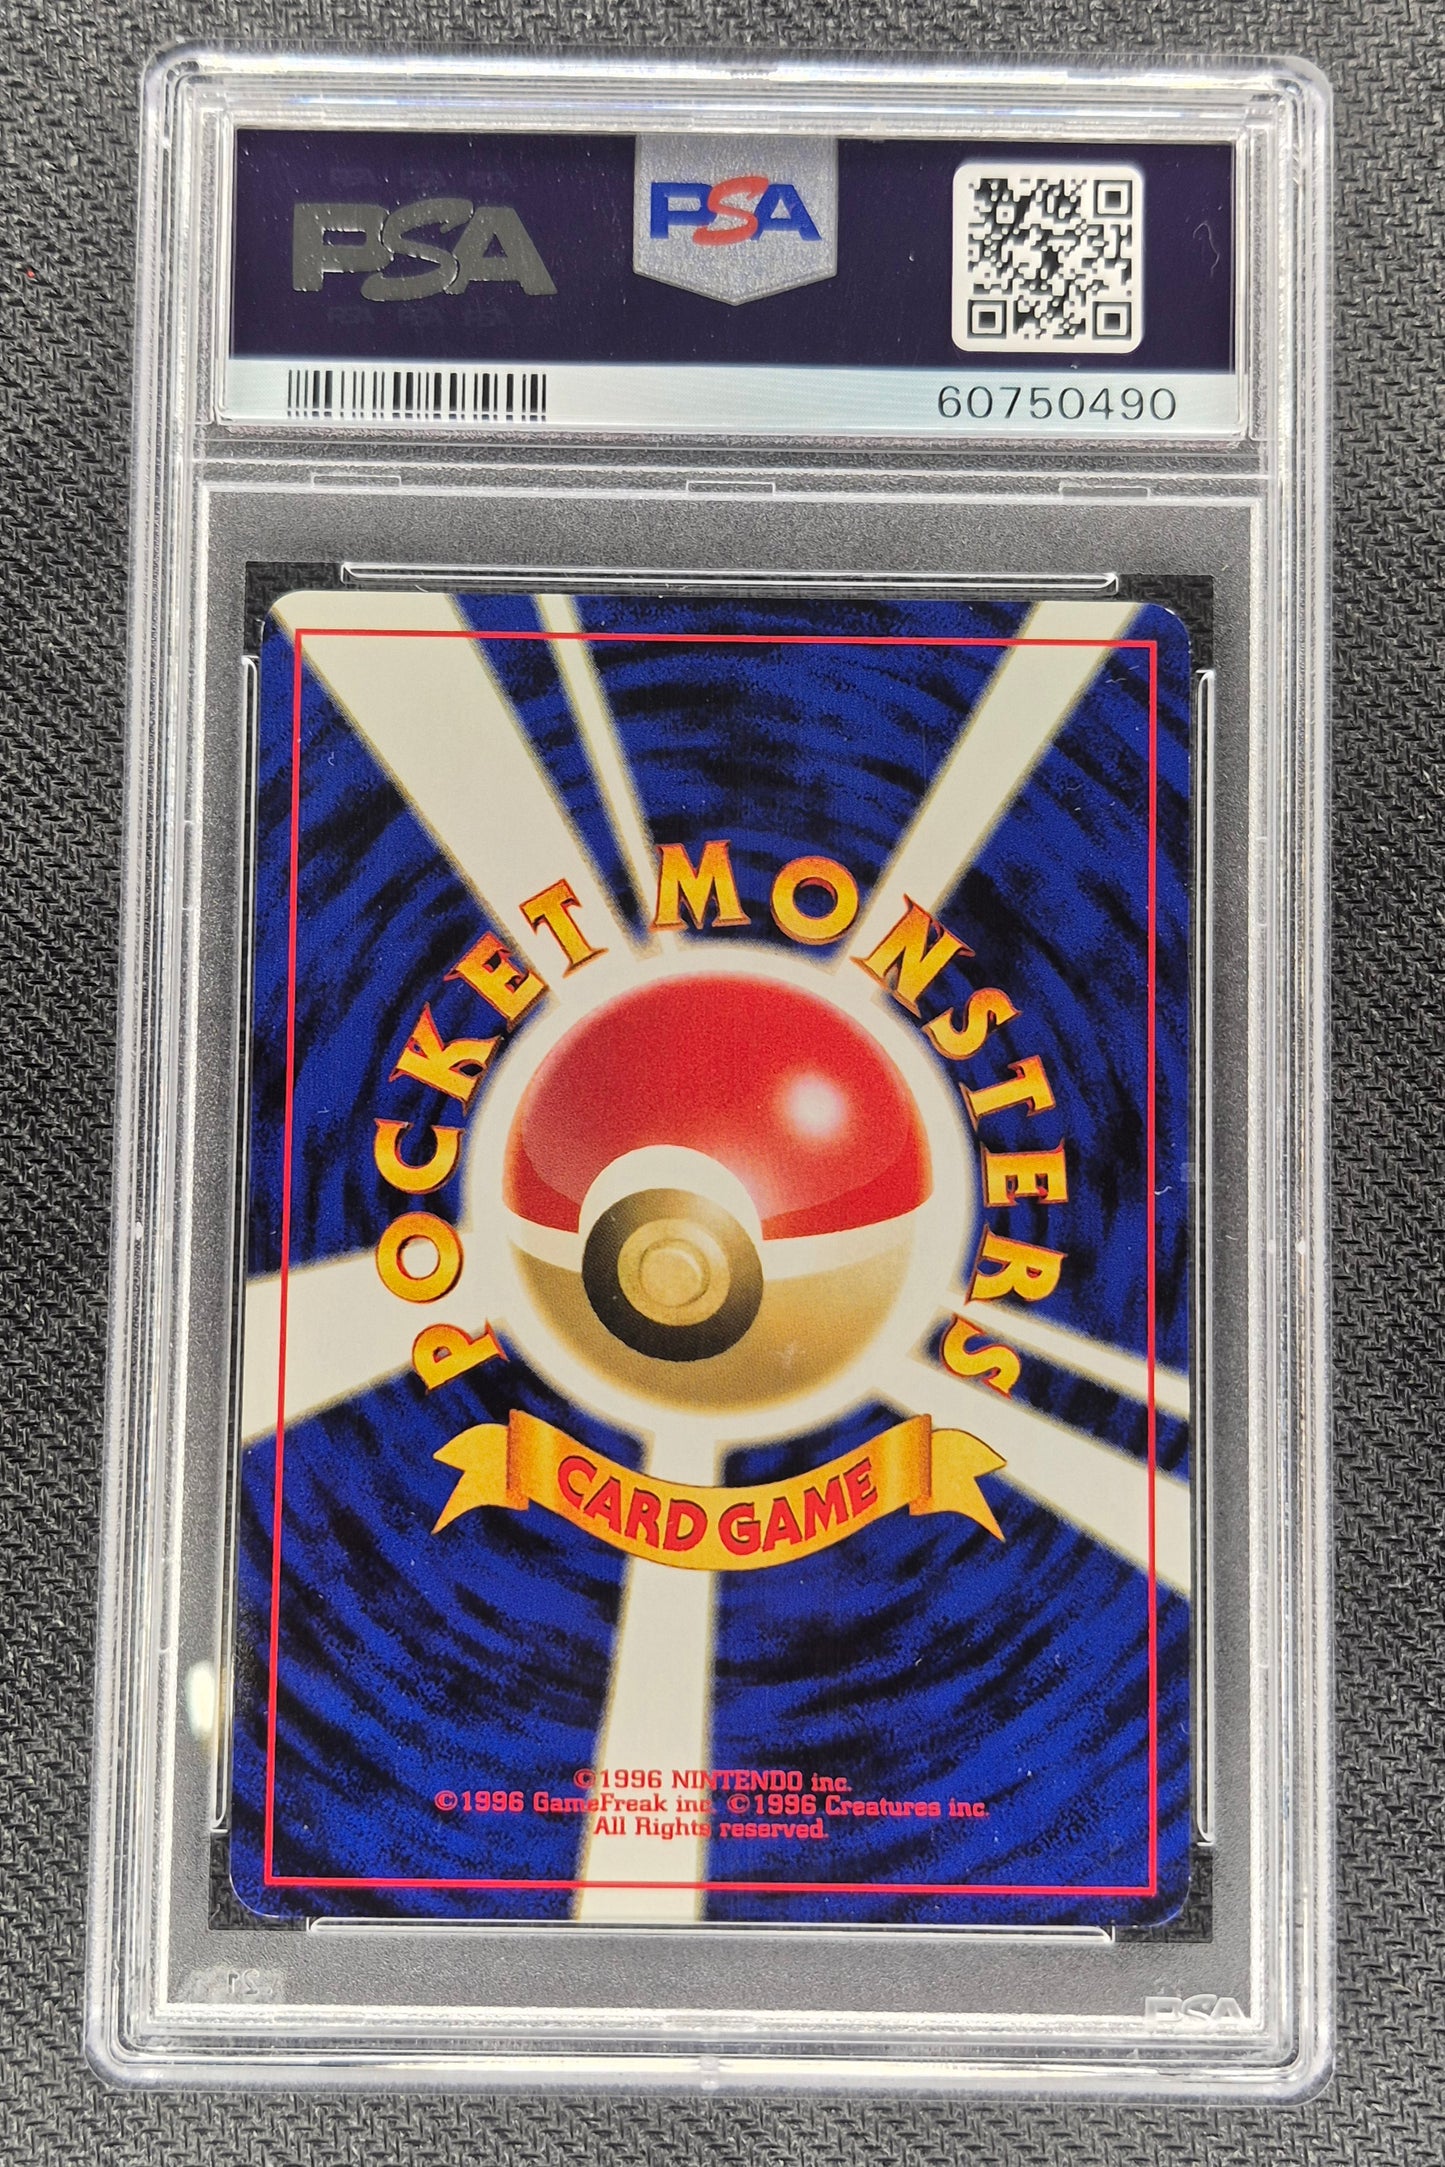 PSA
PSA
60750490
POCKET MONSTERS
CARD GAME
©1996 NINTENDO inc.
©1996 GameFreak inc. ©1996 Creatures inc.
All Rights reserved.
PSA